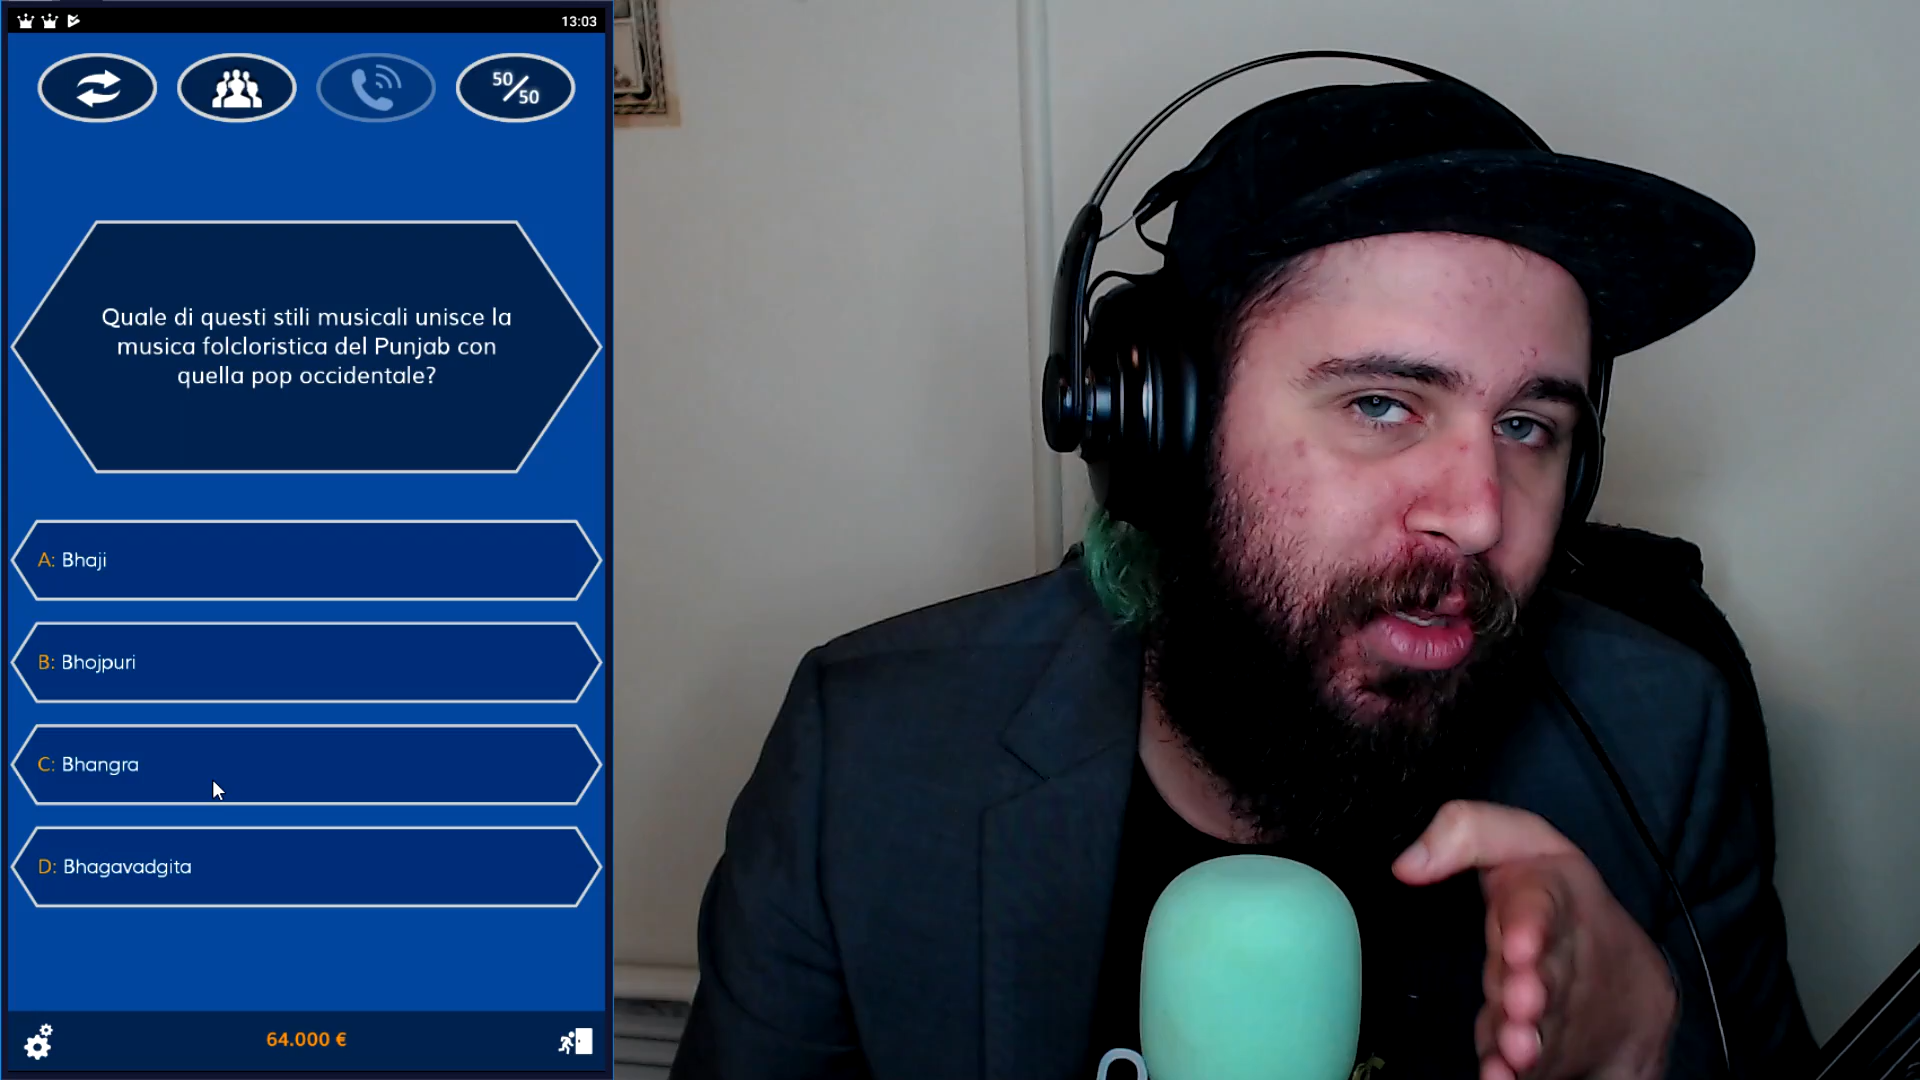 13:03
50/50
Quale di questi stili musicali unisce la
musica folcloristica del Punjab con
quella pop occidentale?
A: Bhaji
B: Bhojpuri
C: Bhangra
D: Bhagavadgita
64.000 €